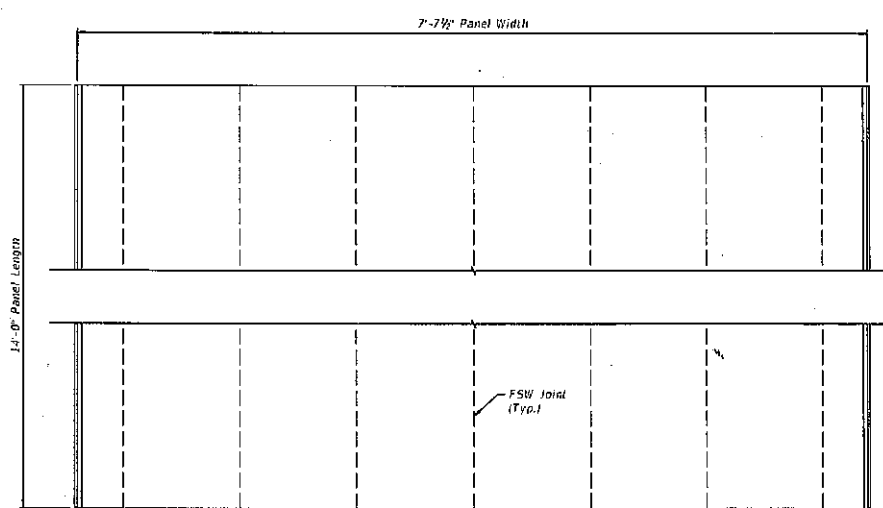 7'-7½" Panel Width
14'-0" Panel Length
FSW Joint
(Typ.)